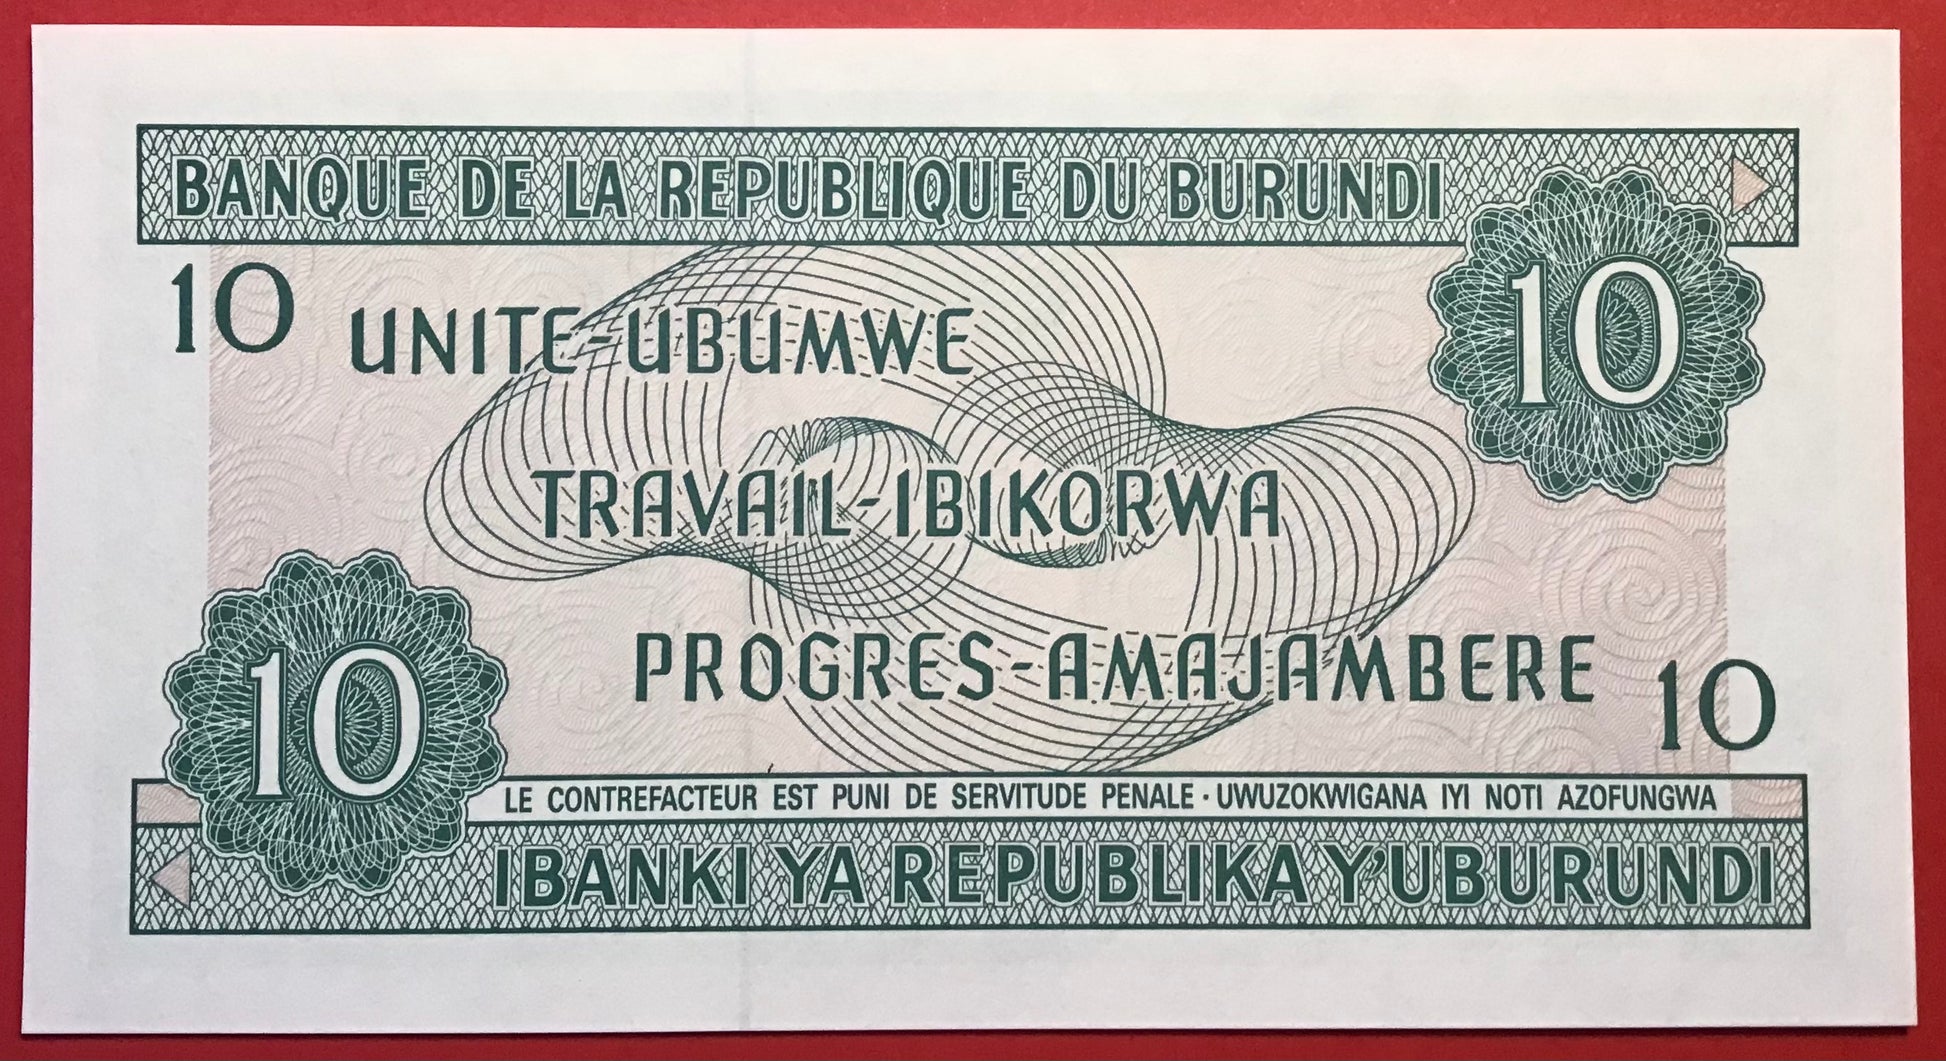 BANQUE DE LA REPUBLIQUE DU BURUNDI
10
10
UNITE-UBUMWE
TRAVAIL-IBIKORWA
PROGRES-AMAJAMBERE
10
10
LE CONTREFACTEUR EST PUNI DE SERVITUDE PENALE · UWUZOKWIGANA IYI NOTI AZOFUNGWA
IBANKI YA REPUBLIKA Y'UBURUNDI